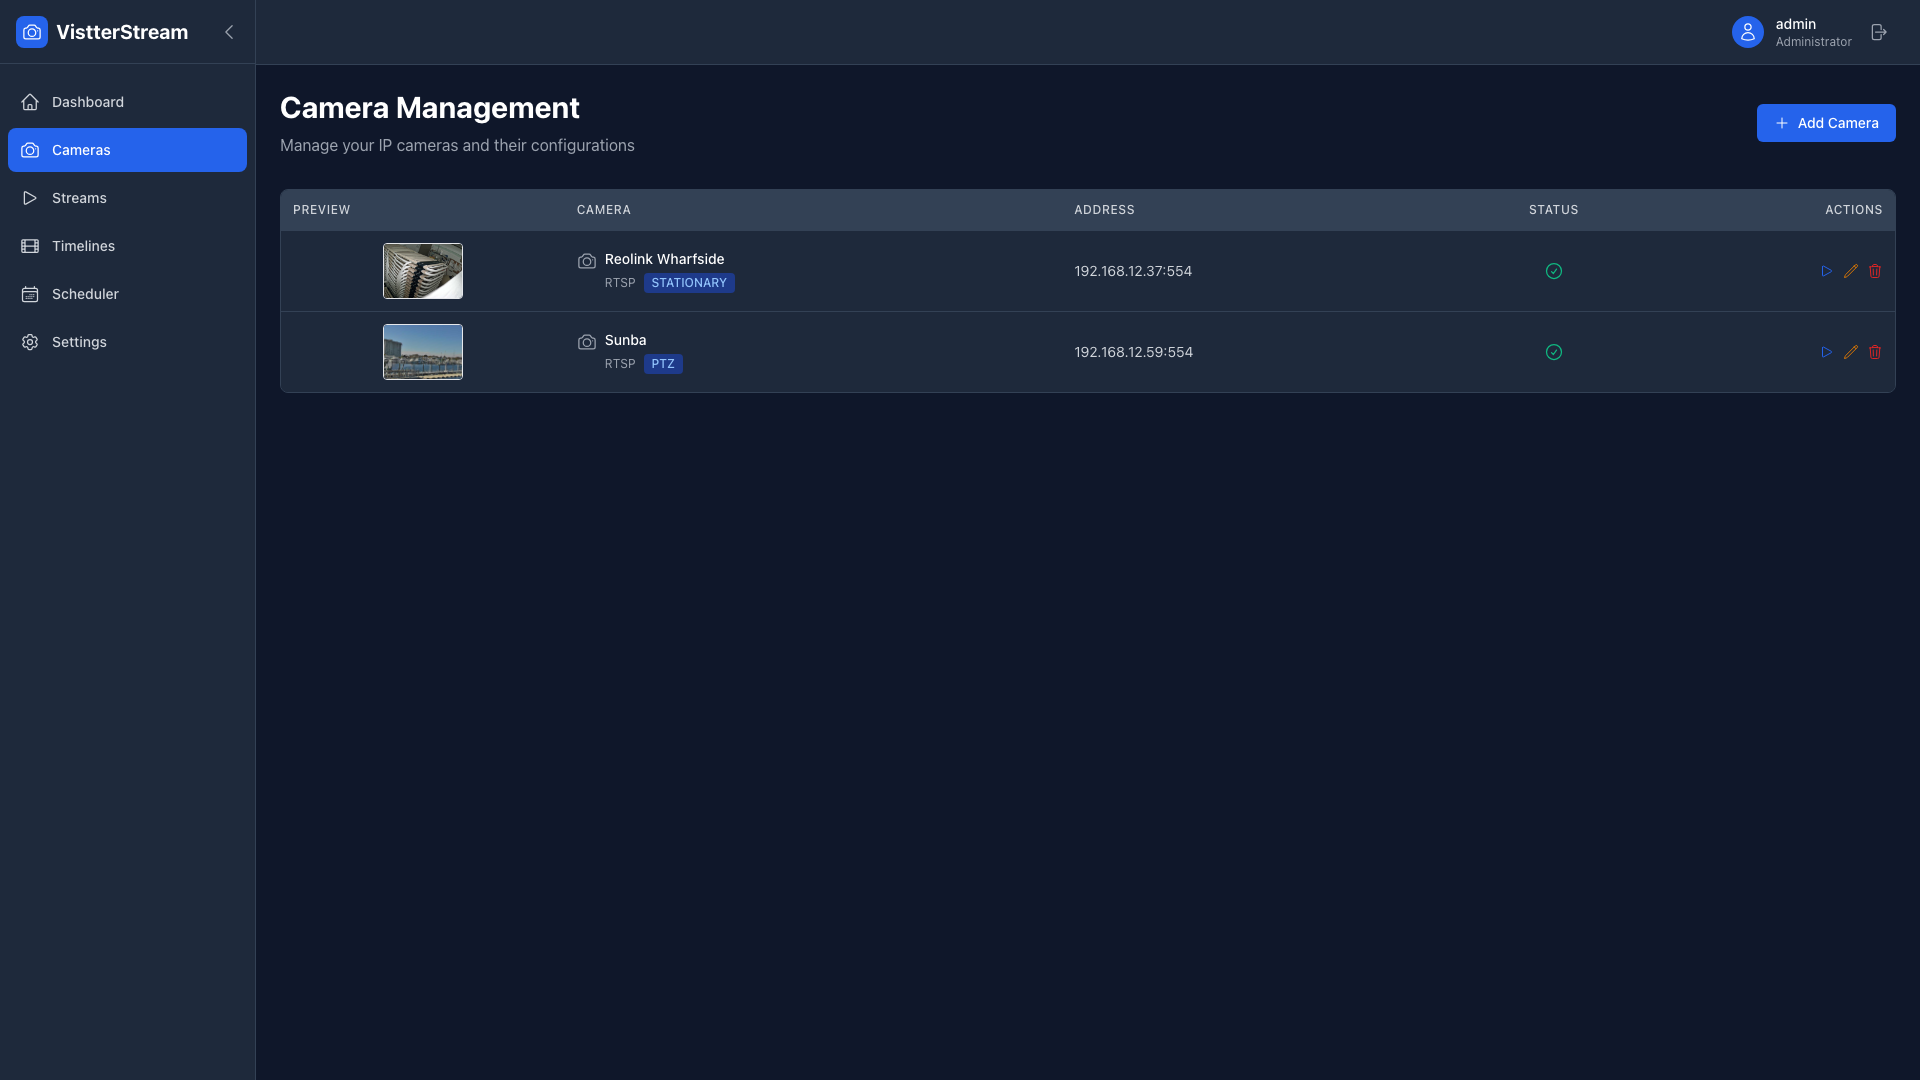 VistterStream
admin
Administrator
Dashboard
Cameras
Streams
Timelines
Scheduler
Settings
Camera Management
Manage your IP cameras and their configurations
Add Camera
PREVIEW CAMERA ADDRESS STATUS ACTIONS
Reolink Wharfside
RTSP STATIONARY
192.168.12.37:554
Sunba
RTSP PTZ
192.168.12.59:554